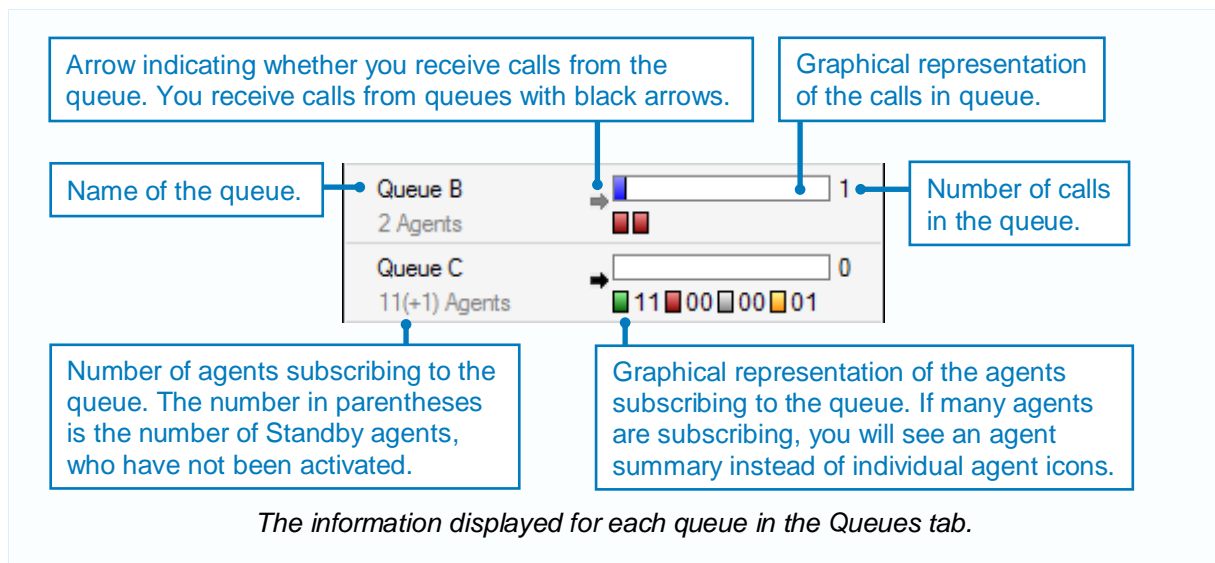 Arrow indicating whether you receive calls from the
queue. You receive calls from queues with black arrows.
Graphical representation
of the calls in queue.
Name of the queue.
Queue B
1
2 Agents
Number of calls
in the queue.
Queue C
0
11(+1) Agents
11 00 00 01
Number of agents subscribing to the
queue. The number in parentheses
is the number of Standby agents,
who have not been activated.
Graphical representation of the agents
subscribing to the queue. If many agents
are subscribing, you will see an agent
summary instead of individual agent icons.
The information displayed for each queue in the Queues tab.